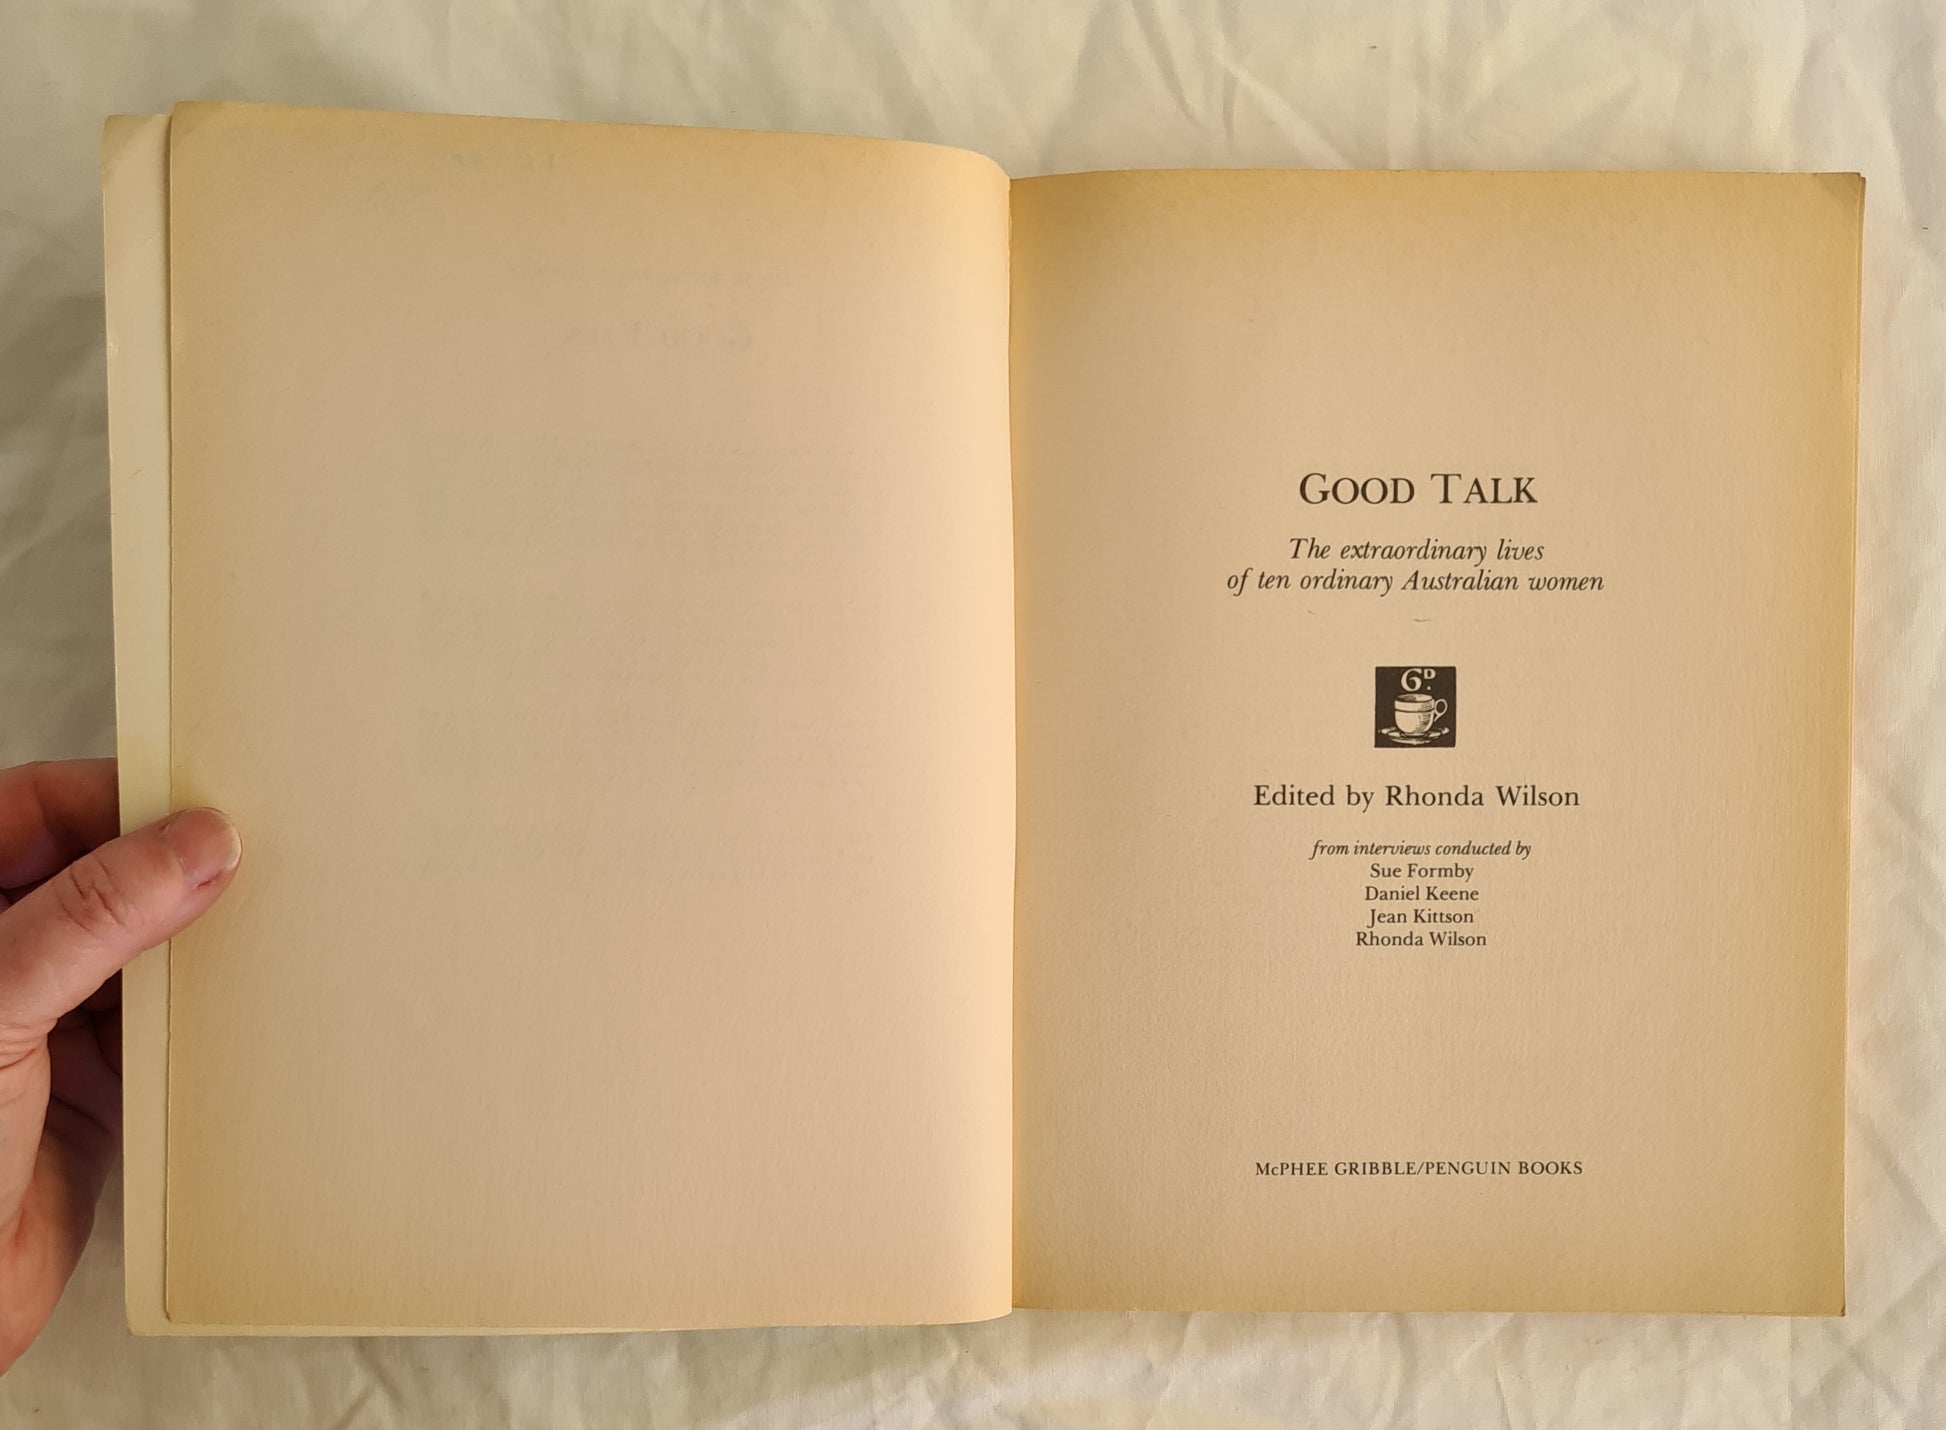 GOOD TALK
The extraordinary lives
of ten ordinary Australian women
6D.
Edited by Rhonda Wilson
from interviews conducted by
Sue Formby
Daniel Keene
Jean Kittson
Rhonda Wilson
McPHEE GRIBBLE/PENGUIN BOOKS